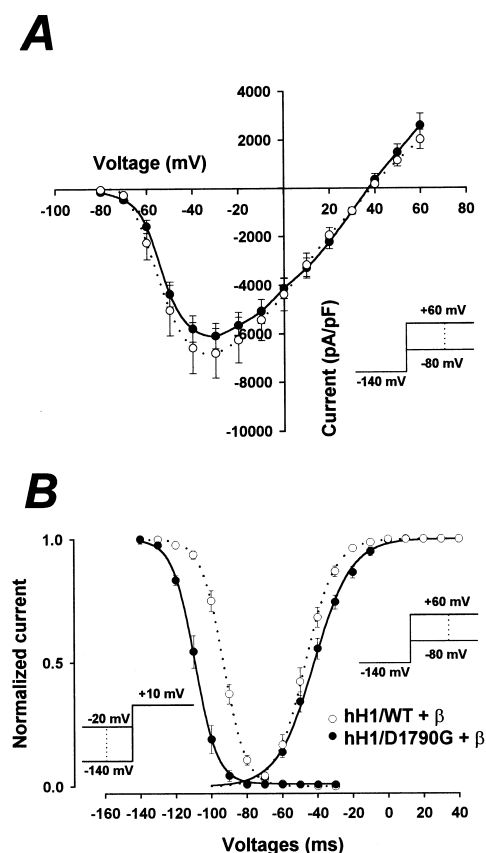 A
4000
2000
Voltage (mV)
-100 -80 -60 -40 -20 20 40 60 80
-2000
-4000
-6000
-8000
-10000
Current (pA/pF)
+60 mV
-80 mV
-140 mV
B
1.0
0.5
0.0
Normalized current
+60 mV
-80 mV
-140 mV
+10 mV
-20 mV
-140 mV
hH1/WT + β
hH1/D1790G + β
-160 -140 -120 -100 -80 -60 -40 -20 0 20 40
Voltages (ms)